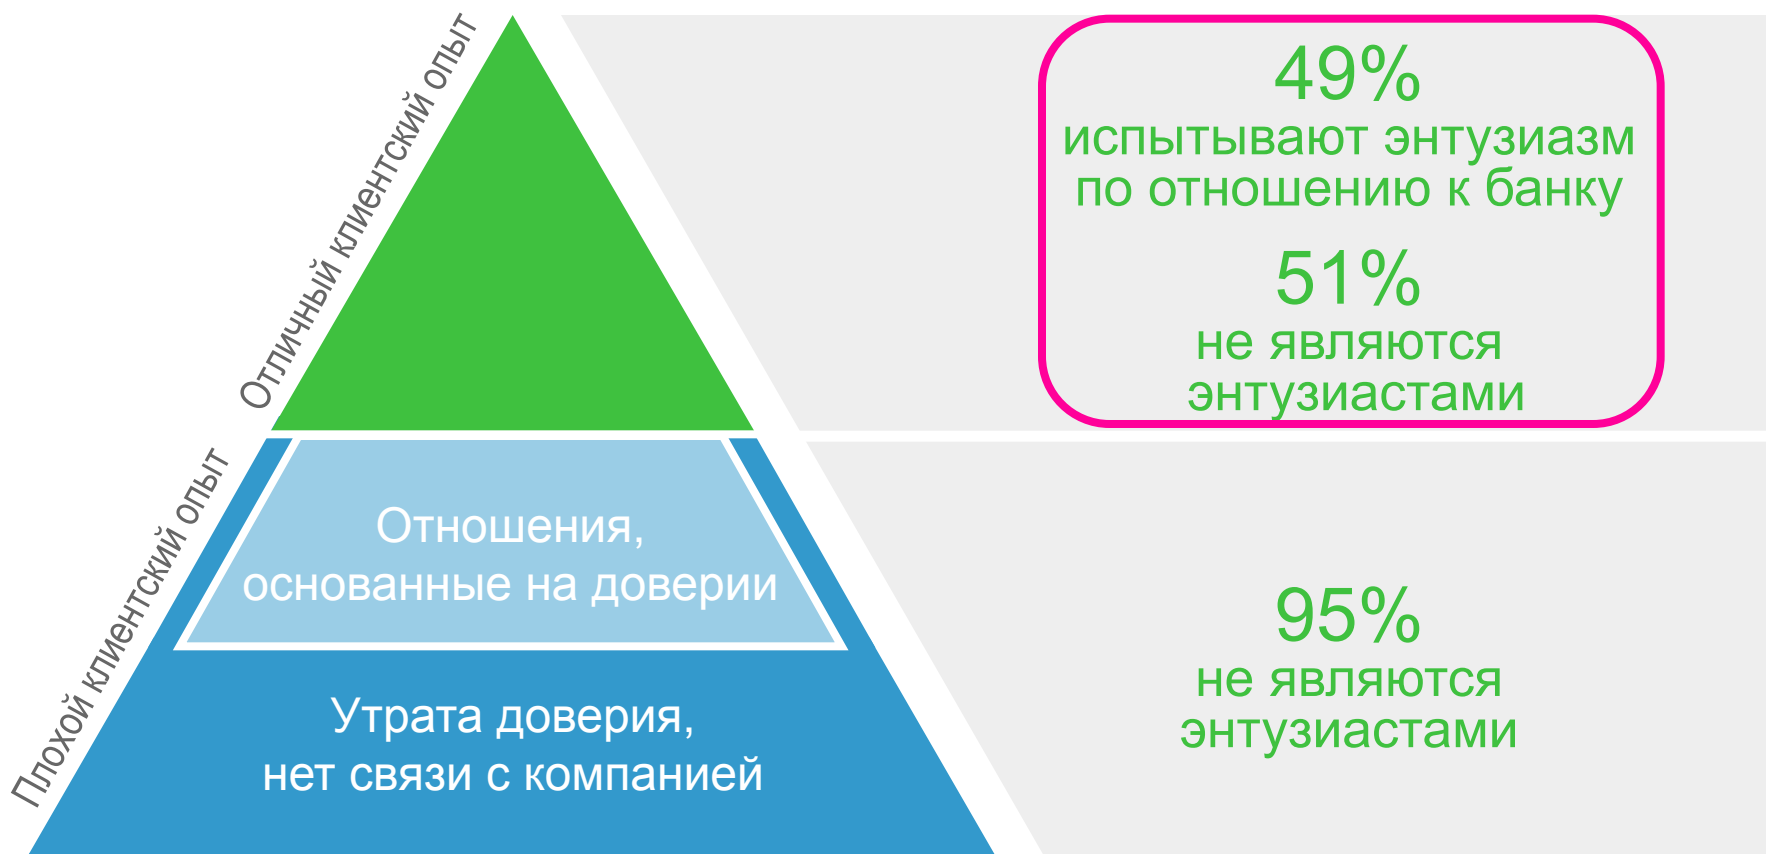 Отличный клиентский опыт
49%
испытывают энтузиазм
по отношению к банку
51%
не являются
энтузиастами
Плохой клиентский опыт
Отношения,
основанные на доверии
Утрата доверия,
нет связи с компанией
95%
не являются
энтузиастами